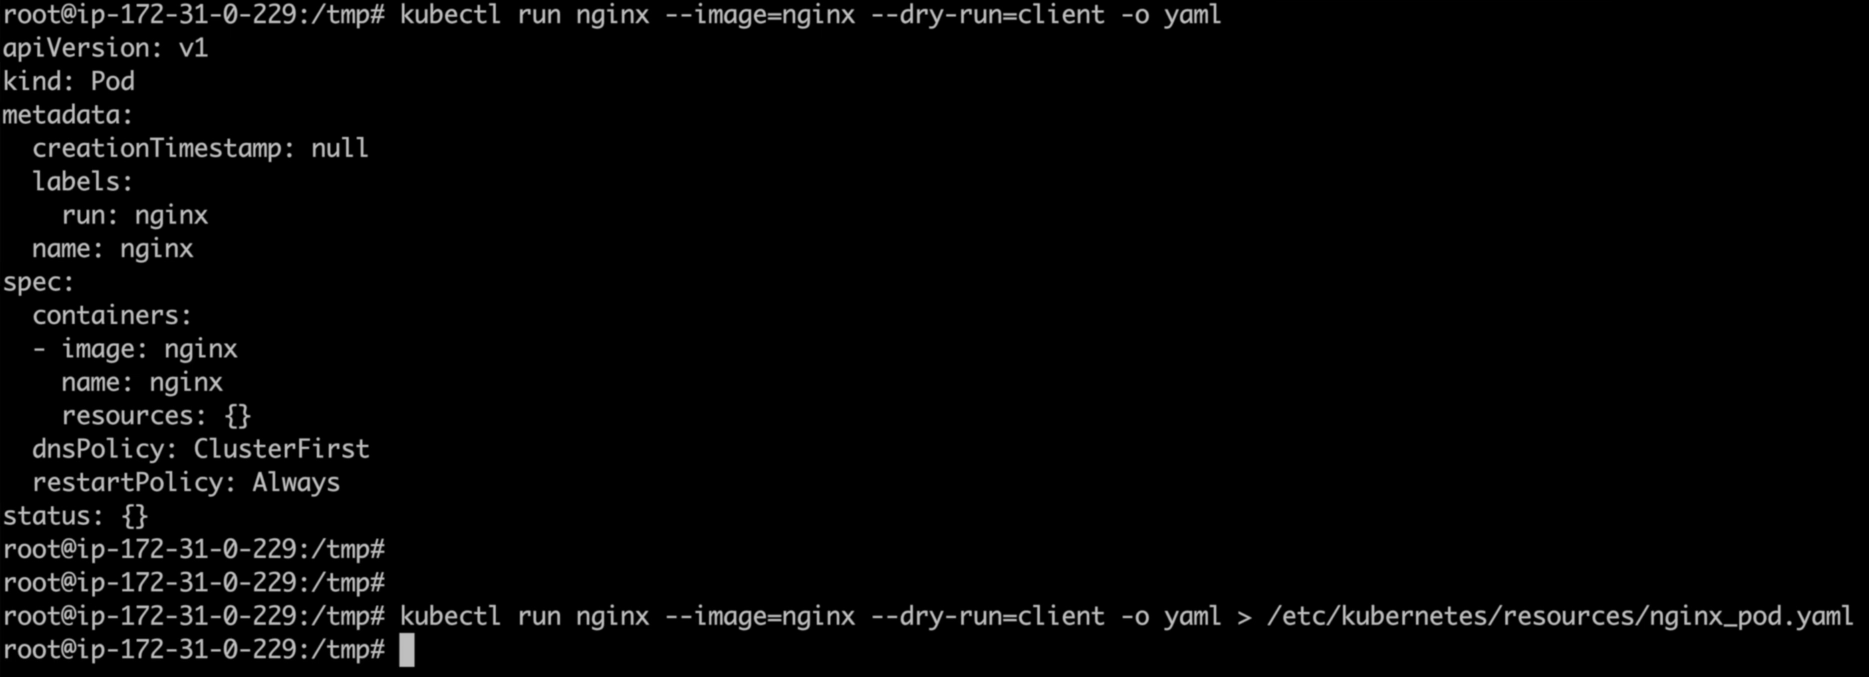 root@ip-172-31-0-229:/tmp# kubectl run nginx --image=nginx --dry-run=client -o yaml
apiVersion: v1
kind: Pod
metadata:
  creationTimestamp: null
  labels:
    run: nginx
  name: nginx
spec:
  containers:
  - image: nginx
    name: nginx
    resources: {}
  dnsPolicy: ClusterFirst
  restartPolicy: Always
status: {}
root@ip-172-31-0-229:/tmp#
root@ip-172-31-0-229:/tmp#
root@ip-172-31-0-229:/tmp# kubectl run nginx --image=nginx --dry-run=client -o yaml > /etc/kubernetes/resources/nginx_pod.yaml
root@ip-172-31-0-229:/tmp#